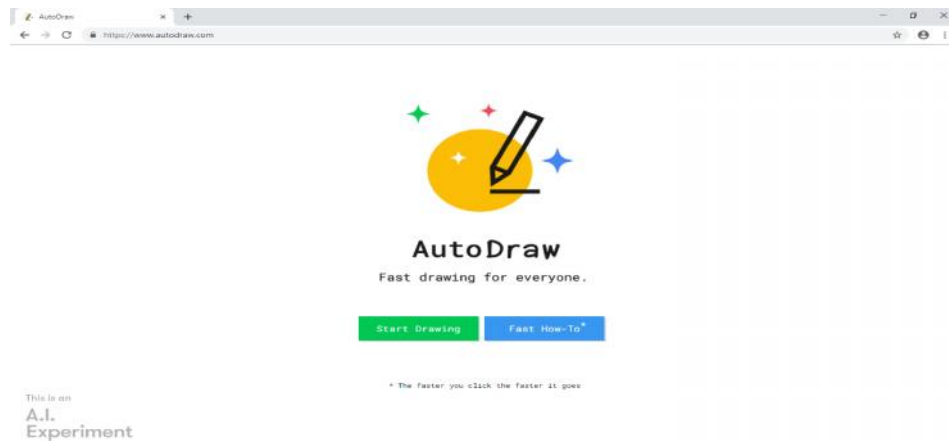 AutoDraw
https://www.autodraw.com
AutoDraw
Fast drawing for everyone.
Start Drawing
Fast How-To*
* The faster you click the faster it goes
This is an
A.I.
Experiment